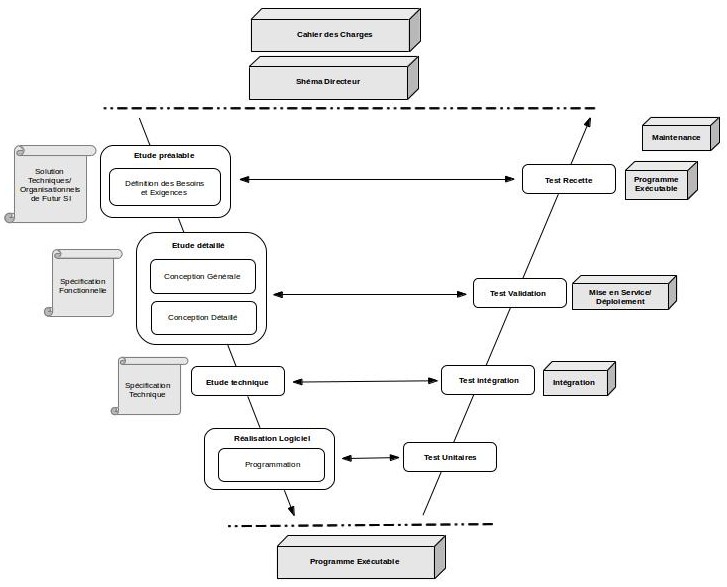 Cahier des Charges
Shéma Directeur
Maintenance
Etude préalable
Définition des Besoins
et Exigences
Solution
Techniques/
Organisationnels
de Futur SI
Test Recette
Programme
Exécutable
Etude détaillé
Conception Générale
Conception Détaillé
Spécification
Fonctionnelle
Test Validation
Mise en Service/
Déploiement
Etude technique
Spécification
Technique
Test intégration
Intégration
Réalisation Logiciel
Programmation
Test Unitaires
Programme Exécutable